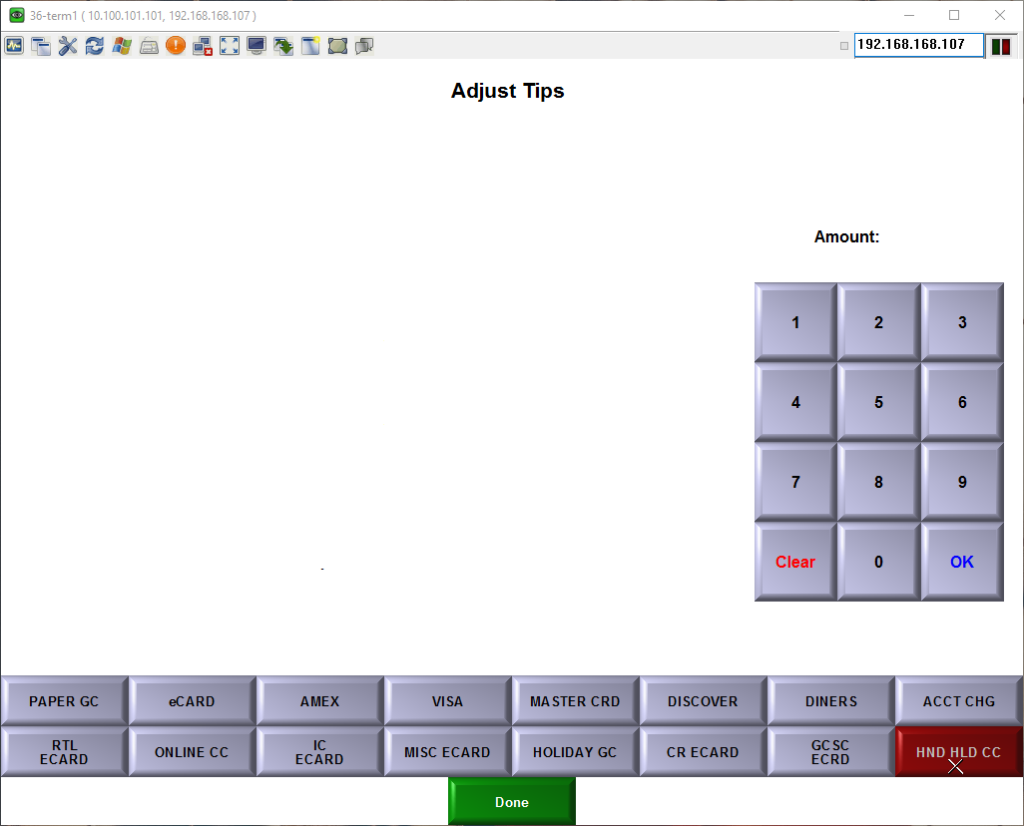 36-term1 ( 10.100.101.101, 192.168.168.107 )
192.168.168.107
Adjust Tips
Amount:
1 2 3
4 5 6
7 8 9
Clear 0 OK
PAPER GC eCARD AMEX VISA MASTER CRD DISCOVER DINERS ACCT CHG
RTL ECARD ONLINE CC IC ECARD MISC ECARD HOLIDAY GC CR ECARD GC SC ECRD HND HLD CC
Done